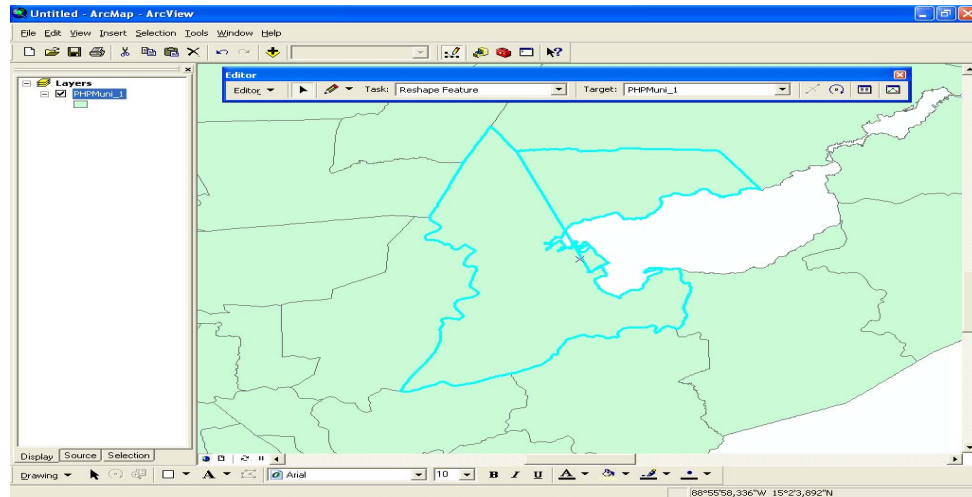 Untitled - ArcMap - ArcView
File Edit View Insert Selection Tools Window Help
Layers
PHPMuni_1
Editor
Editor Task: Reshape Feature Target: PHPMuni_1
Display Source Selection
Drawing A Arial 10 B I U A
88°55'58,336"W 15°2'3,892"N